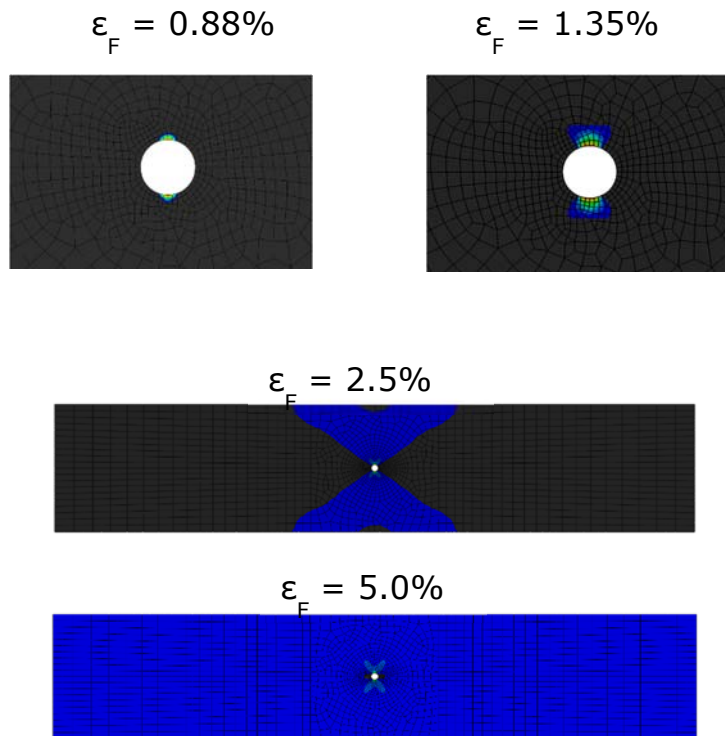 ε_F = 0.88%
ε_F = 1.35%
ε_F = 2.5%
ε_F = 5.0%